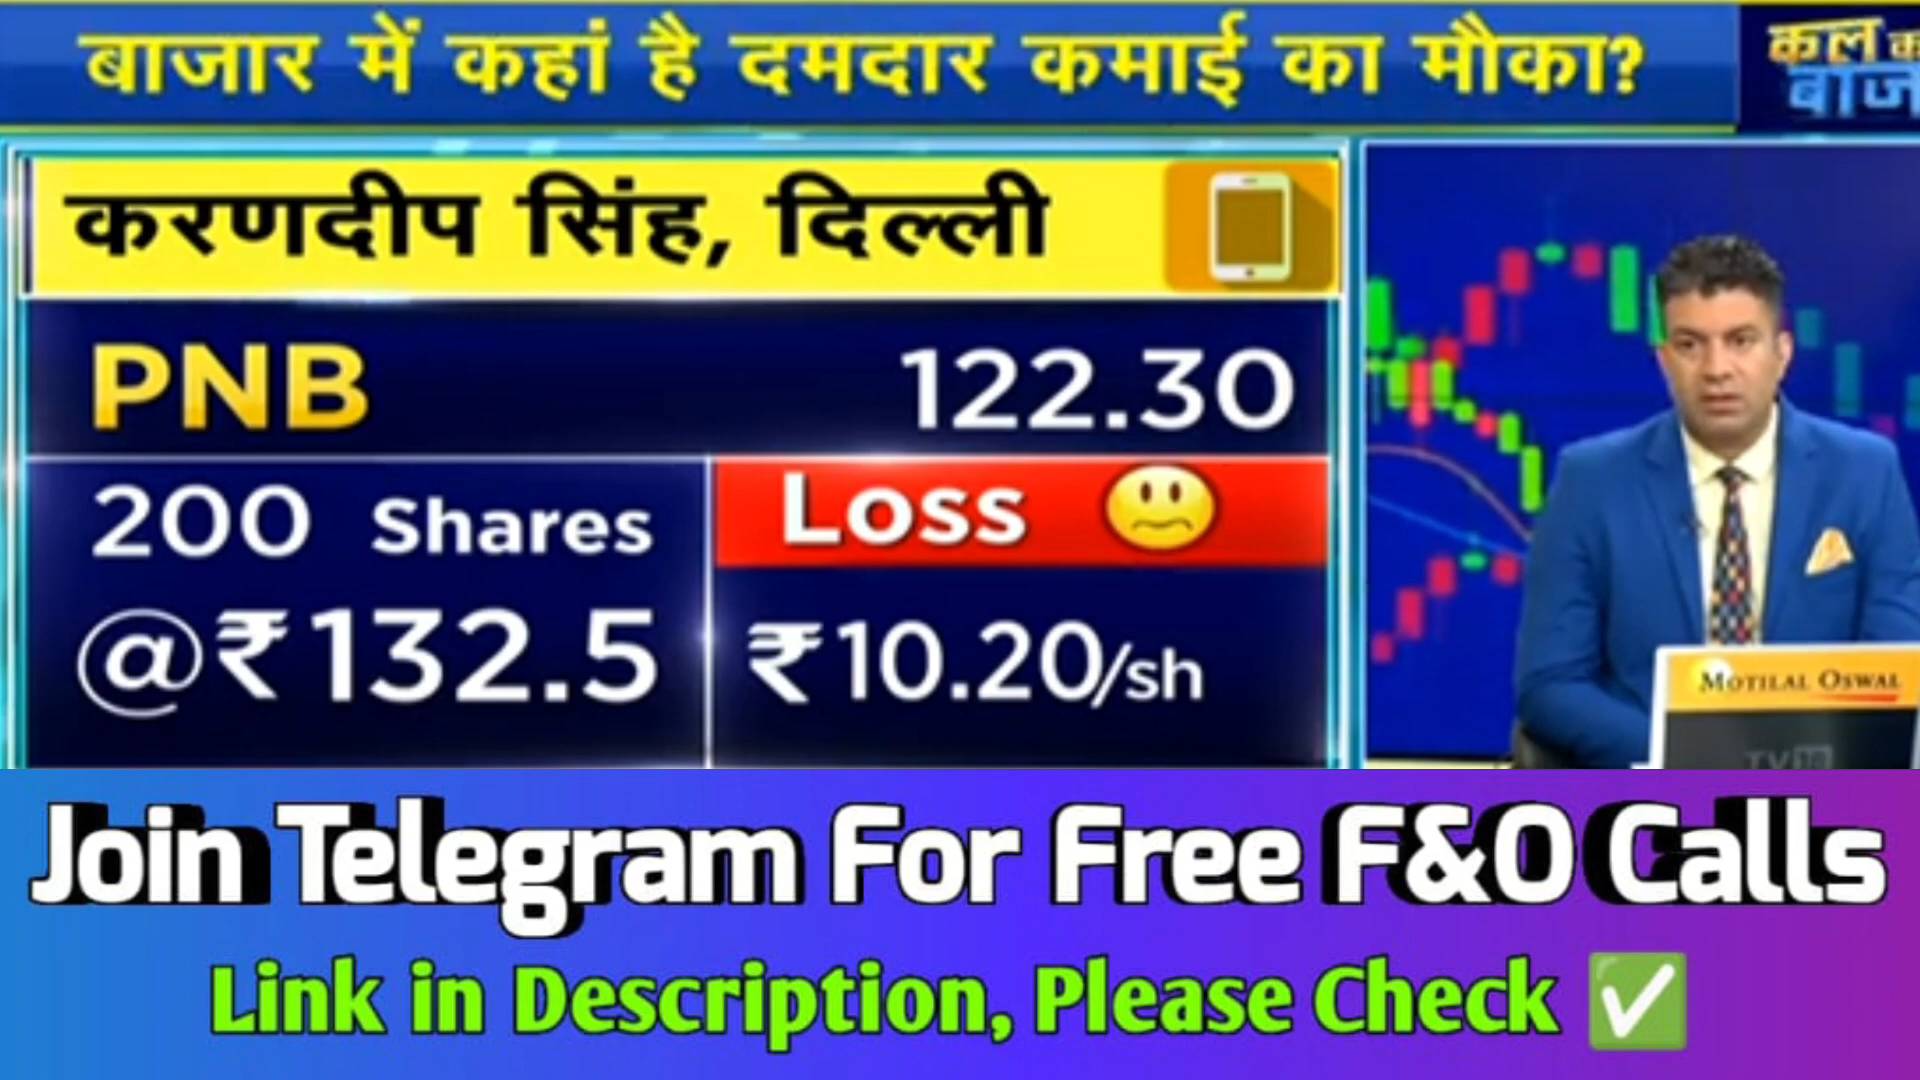 बाजार में कहां है दमदार कमाई का मौका?
कल
करणदीप सिंह, दिल्ली
PNB 122.30
200 Shares
@₹132.5
Loss
₹10.20/sh
MOTILAL OSWAL
Join Telegram For Free F&O Calls
Link in Description, Please Check